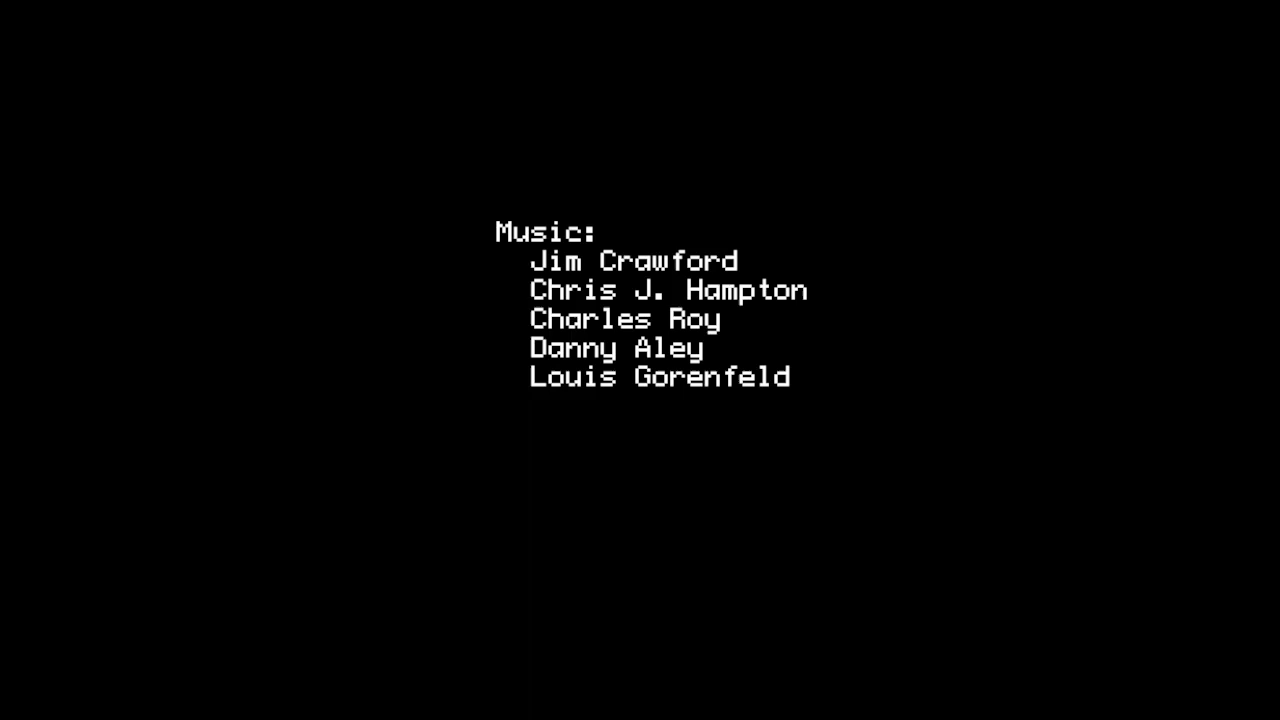 Music:
Jim Crawford
Chris J. Hampton
Charles Roy
Danny Aley
Louis Gorenfeld